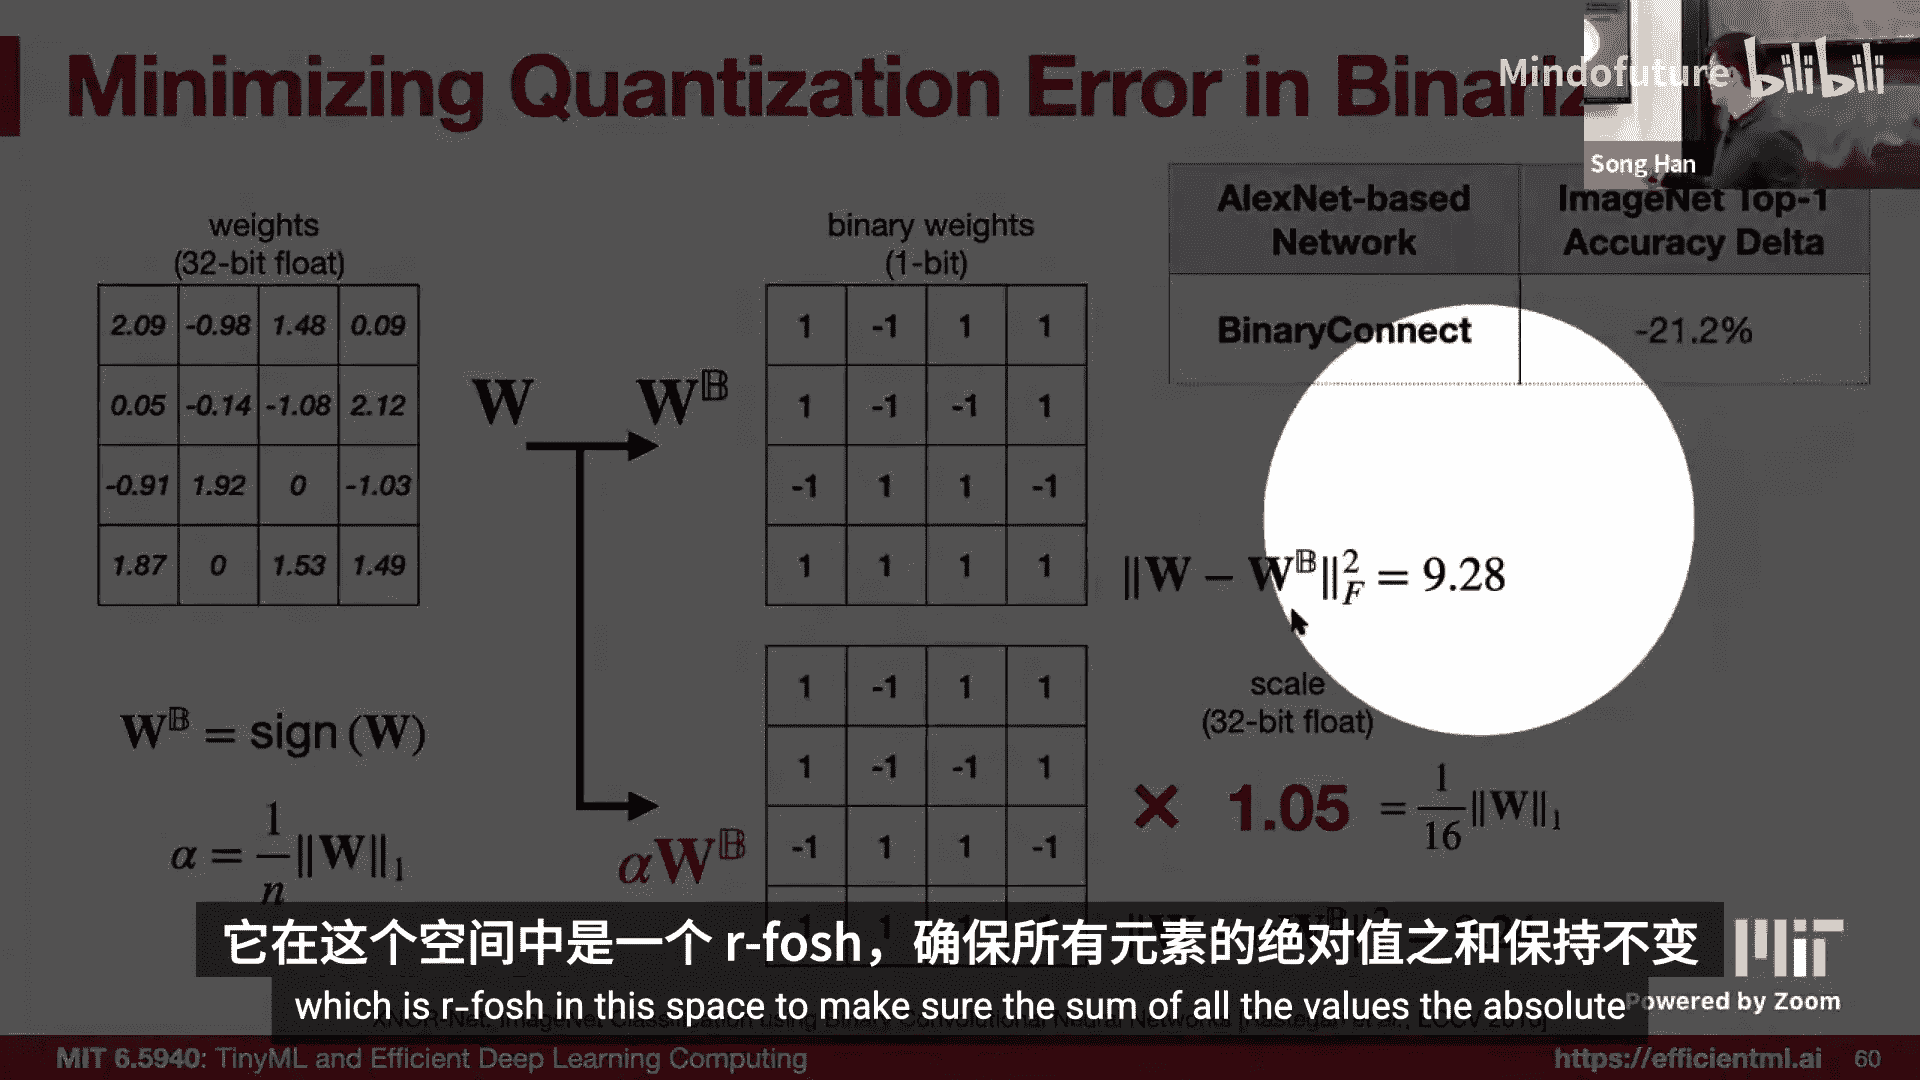 Minimizing Quantization Error in Binariz
Mindofuture bilibili
Song Han
weights
(32-bit float)
2.09 -0.98 1.48 0.09
0.05 -0.14 -1.08 2.12
-0.91 1.92 0 -1.03
1.87 0 1.53 1.49
W W^𝔹
binary weights
(1-bit)
1 -1 1 1
1 -1 -1 1
-1 1 1 -1
1 1 1 1
AlexNet-based
Network
ImageNet Top-1
Accuracy Delta
BinaryConnect -21.2%
‖W − W^𝔹‖²_F = 9.28
W^𝔹 = sign (W)
α = 1/n ‖W‖₁
αW^𝔹
1 -1 1 1
1 -1 -1 1
-1 1 1 -1
scale
(32-bit float)
× 1.05 = 1/16 ‖W‖₁
它在这个空间中是一个 r-fosh，确保所有元素的绝对值之和保持不变
which is r-fosh in this space to make sure the sum of all the values the absolute
MIT
Powered by Zoom
MIT 6.5940: TinyML and Efficient Deep Learning Computing
https://efficientml.ai 60